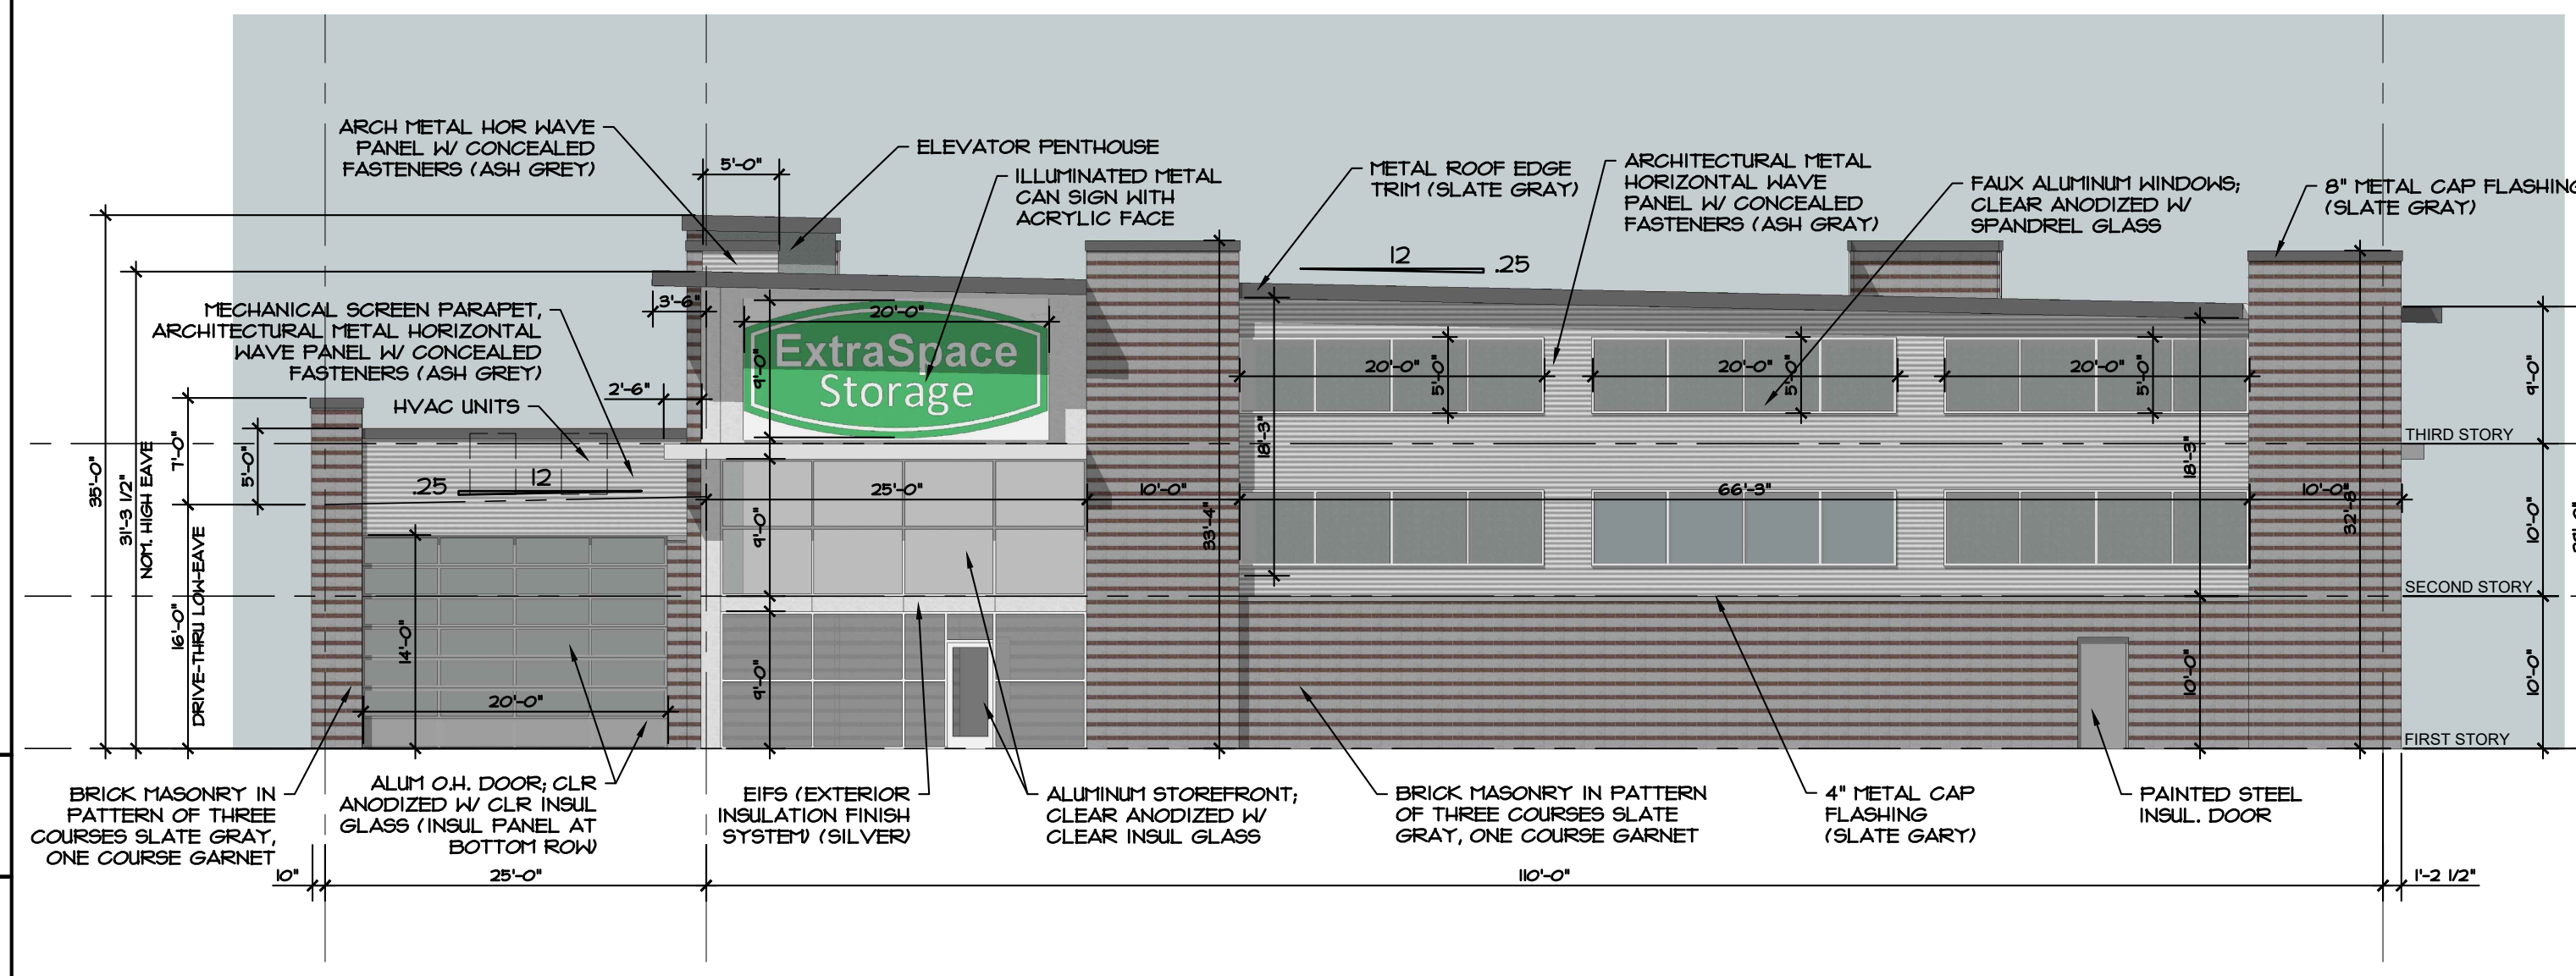 ARCH METAL HOR WAVE
PANEL W/ CONCEALED
FASTENERS (ASH GREY)
5'-0"
ELEVATOR PENTHOUSE
ILLUMINATED METAL
CAN SIGN WITH
ACRYLIC FACE
METAL ROOF EDGE
TRIM (SLATE GRAY)
ARCHITECTURAL METAL
HORIZONTAL WAVE
PANEL W/ CONCEALED
FASTENERS (ASH GRAY)
FAUX ALUMINUM WINDOWS;
CLEAR ANODIZED W/
SPANDREL GLASS
8" METAL CAP FLASHING
(SLATE GRAY)
12
.25
MECHANICAL SCREEN PARAPET,
ARCHITECTURAL METAL HORIZONTAL
WAVE PANEL W/ CONCEALED
FASTENERS (ASH GREY)
3'-6"
20'-0"
ExtraSpace
Storage
9'-0"
2'-6"
HVAC UNITS
20'-0"
5'-0"
20'-0"
5'-0"
20'-0"
5'-0"
9'-0"
35'-0"
31'-3 1/2"
NOM. HIGH EAVE
7'-0"
5'-0"
16'-0"
DRIVE-THRU LOW-EAVE
.25
12
25'-0"
10'-0"
66'-3"
10'-0"
18'-3"
18'-3"
THIRD STORY
9'-0"
33'-4"
32'-8"
10'-0"
SECOND STORY
14'-0"
20'-0"
9'-0"
10'-0"
10'-0"
FIRST STORY
BRICK MASONRY IN
PATTERN OF THREE
COURSES SLATE GRAY,
ONE COURSE GARNET
ALUM O.H. DOOR; CLR
ANODIZED W/ CLR INSUL
GLASS (INSUL PANEL AT
BOTTOM ROW)
EIFS (EXTERIOR
INSULATION FINISH
SYSTEM) (SILVER)
ALUMINUM STOREFRONT;
CLEAR ANODIZED W/
CLEAR INSUL GLASS
BRICK MASONRY IN PATTERN
OF THREE COURSES SLATE
GRAY, ONE COURSE GARNET
4" METAL CAP
FLASHING
(SLATE GARY)
PAINTED STEEL
INSUL. DOOR
10"
25'-0"
110'-0"
1'-2 1/2"